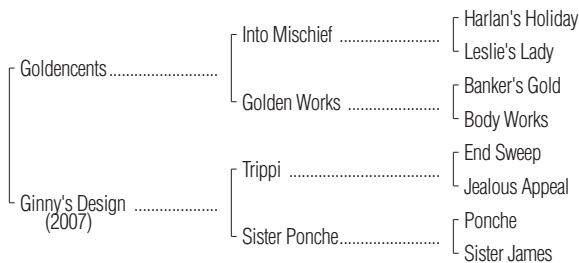 Harlan's Holiday
Into Mischief ....................
Leslie's Lady
Goldencents......................
Banker's Gold
Golden Works ..................
Body Works
End Sweep
Trippi ..............................
Jealous Appeal
Ginny's Design .................
(2007)
Ponche
Sister Ponche....................
Sister James